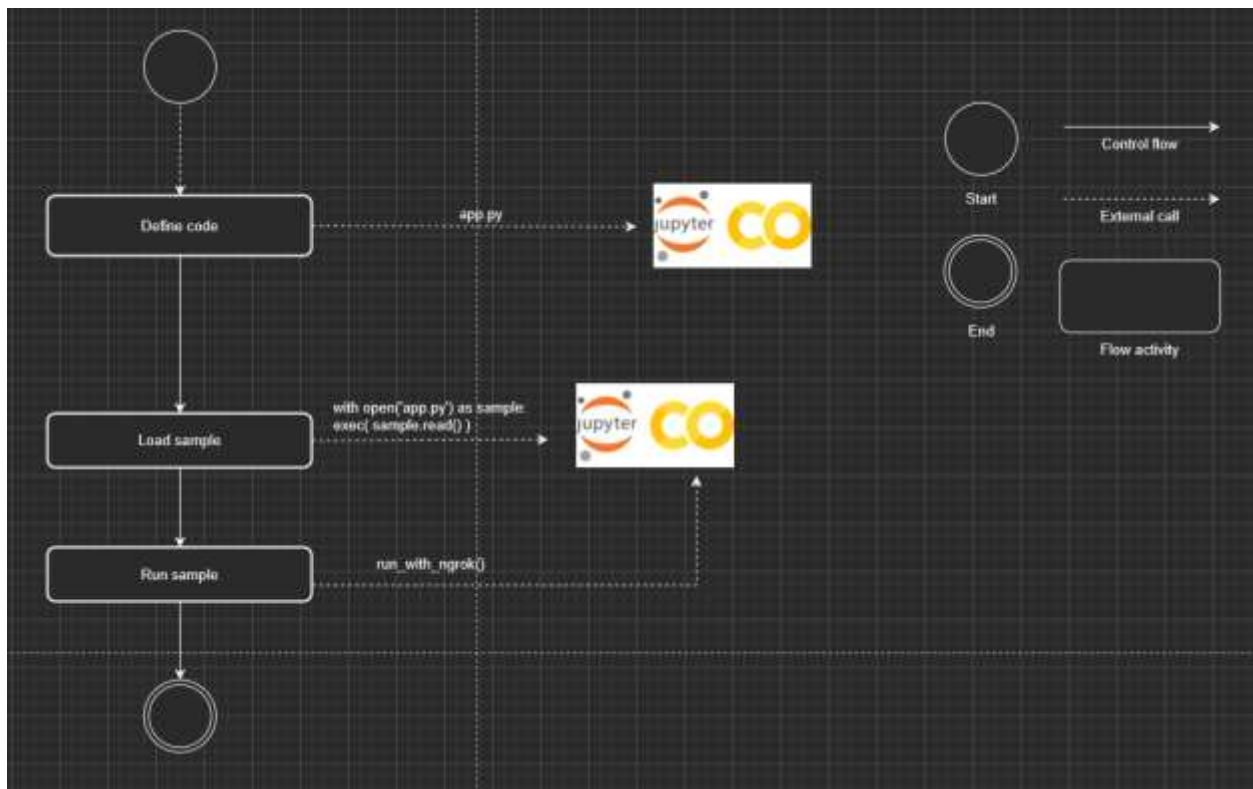 Define code
app.py
jupyter
CO
Start
Control flow
External call
End
Flow activity
Load sample
with open('app.py') as sample:
exec( sample.read() )
jupyter
CO
Run sample
run_with_ngrok()